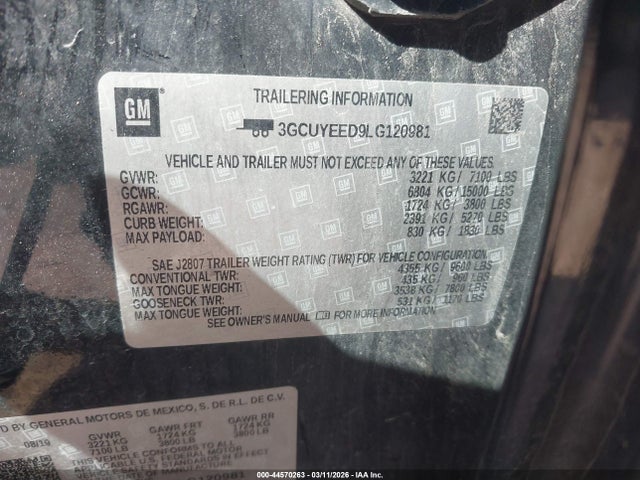 GM
TRAILERING INFORMATION
3GCUYEED9LG120981
VEHICLE AND TRAILER MUST NOT EXCEED ANY OF THESE VALUES
GVWR: 3221 KG / 7100 LBS
GCWR: 6804 KG / 15000 LBS
RGAWR: 1724 KG / 3800 LBS
CURB WEIGHT: 2391 KG / 5270 LBS
MAX PAYLOAD: 830 KG / 1830 LBS
SAE J2807 TRAILER WEIGHT RATING (TWR) FOR VEHICLE CONFIGURATION
CONVENTIONAL TWR: 4355 KG / 9600 LBS
MAX TONGUE WEIGHT: 435 KG / 960 LBS
GOOSENECK TWR: 3538 KG / 7800 LBS
MAX TONGUE WEIGHT: 531 KG / 1170 LBS
SEE OWNER'S MANUAL FOR MORE INFORMATION
BY GENERAL MOTORS DE MEXICO, S. DE R.L. DE C.V.
08/19 GVWR GAWR FRT GAWR RR
3221 KG 1724 KG 1724 KG
7100 LB 3800 LB 3800 LB
000-44570263 | 03/11/2026 - IAAI.com